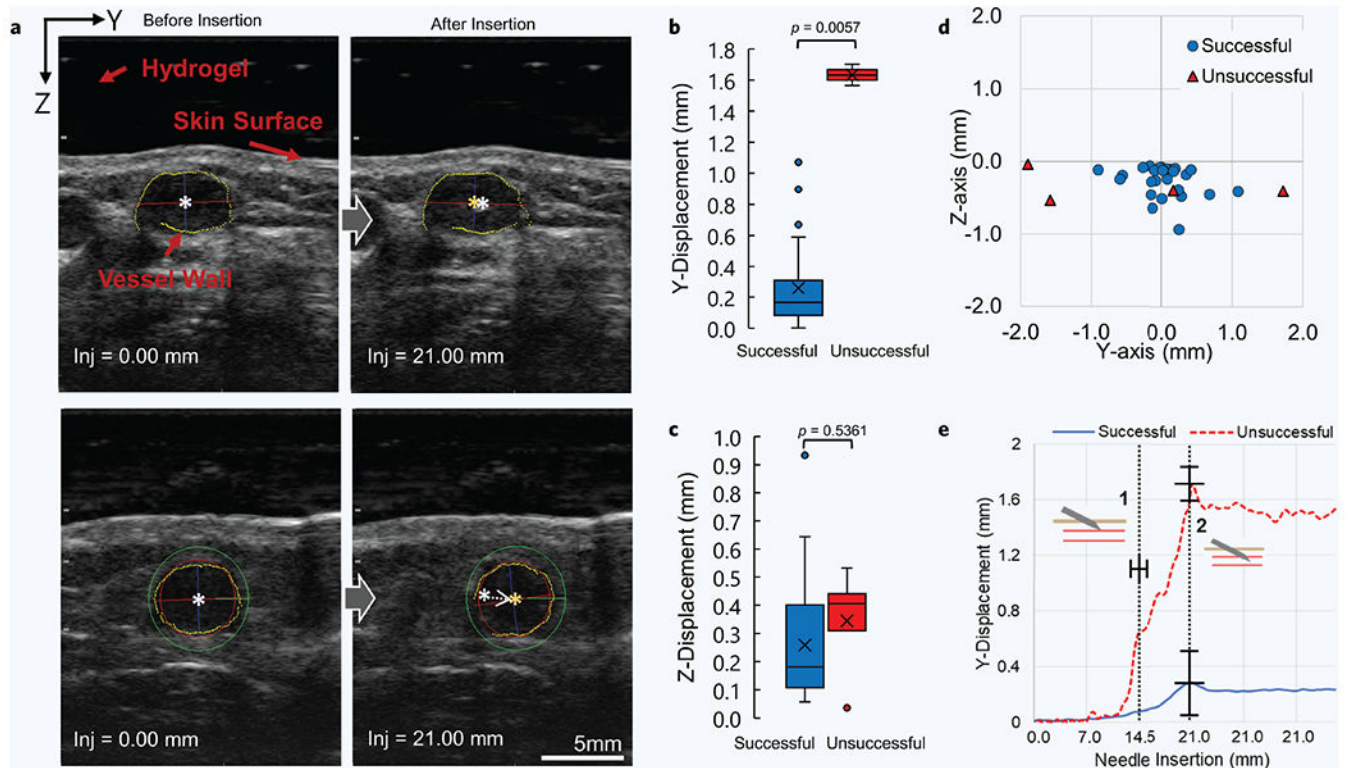 a
Y
Z
Before Insertion
After Insertion
Hydrogel
Skin Surface
Vessel Wall
Inj = 0.00 mm
Inj = 21.00 mm
Inj = 0.00 mm
Inj = 21.00 mm
5mm
b
p = 0.0057
Y-Displacement (mm)
1.8
1.6
1.4
1.2
1.0
0.8
0.6
0.4
0.2
0.0
Successful
Unsuccessful
c
p = 0.5361
Z-Displacement (mm)
1.0
0.9
0.8
0.7
0.6
0.5
0.4
0.3
0.2
0.1
0.0
Successful
Unsuccessful
d
Successful
Unsuccessful
Z-axis (mm)
2.0
1.0
0.0
-1.0
-2.0
-2.0 -1.0 0.0 1.0 2.0
Y-axis (mm)
e
Successful Unsuccessful
Y-Displacement (mm)
2
1.6
1.2
0.8
0.4
0
1
2
0.0 7.0 14.5 21.0 21.0 21.0
Needle Insertion (mm)